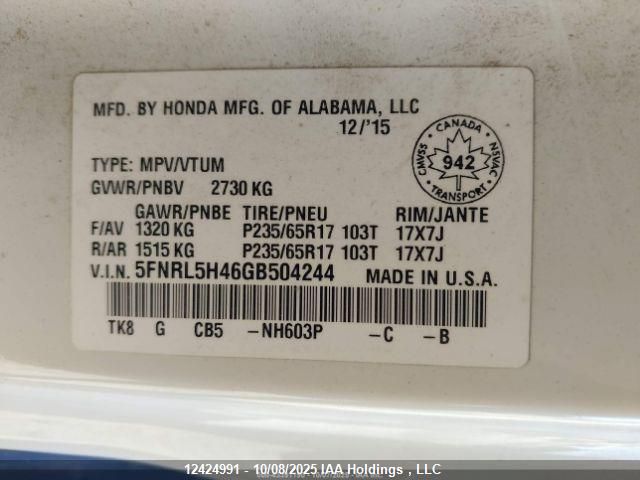 MFD. BY HONDA MFG. OF ALABAMA, LLC
12/'15
CANADA
CMVSS 942 NSVAC
TRANSPORT
TYPE: MPV/VTUM
GVWR/PNBV 2730 KG
GAWR/PNBE TIRE/PNEU RIM/JANTE
F/AV 1320 KG P235/65R17 103T 17X7J
R/AR 1515 KG P235/65R17 103T 17X7J
V.I.N. 5FNRL5H46GB504244 MADE IN U.S.A.
TK8 G CB5 -NH603P -C -B
12424991 - 10/08/2025 IAA Holdings , LLC